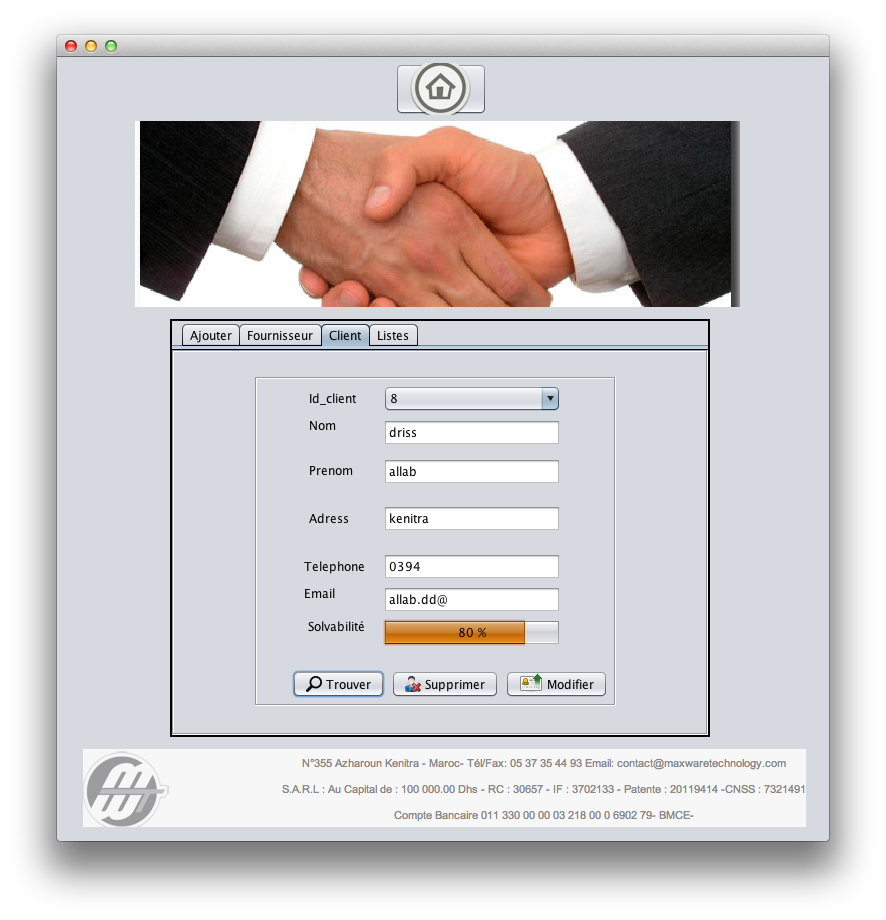 Ajouter Fournisseur Client Listes
Id_client 8
Nom driss
Prenom allab
Adress kenitra
Telephone 0394
Email allab.dd@
Solvabilité 80 %
Trouver Supprimer Modifier
N°355 Azharoun Kenitra - Maroc- Tél/Fax: 05 37 35 44 93 Email: contact@maxwaretechnology.com
S.A.R.L : Au Capital de : 100 000.00 Dhs - RC : 30657 - IF : 3702133 - Patente : 20119414 -CNSS : 7321491
Compte Bancaire 011 330 00 00 03 218 00 0 6902 79- BMCE-